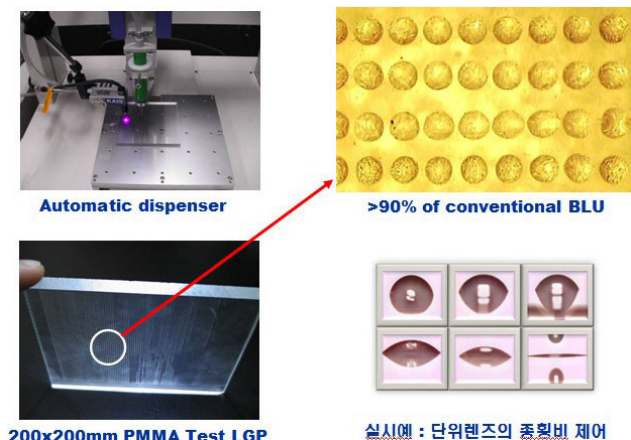 Automatic dispenser
>90% of conventional BLU
200x200mm PMMA Test LGP
실시예 : 단위렌즈의 종횡비 제어